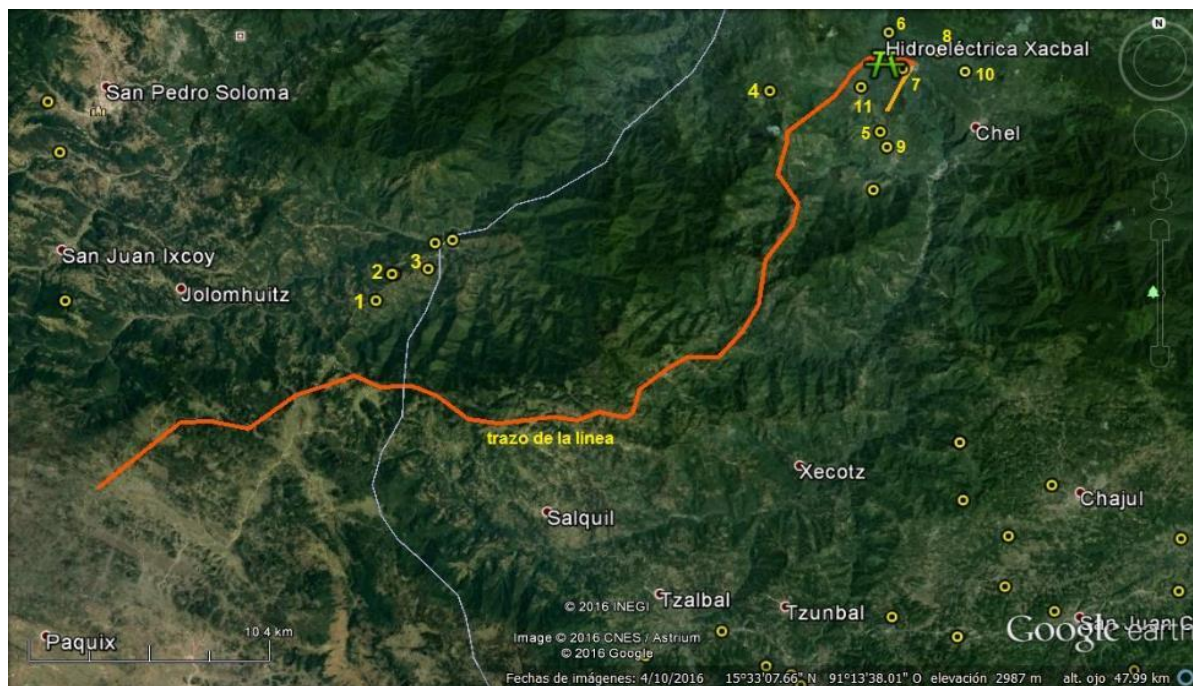 N
6
8
Hidroeléctrica Xacbal
San Pedro Soloma
4
7
10
11
5
Chel
9
San Juan Ixcoy
3
2
Jolomhuitz
1
trazo de la linea
Xecotz
Chajul
Salquil
© 2016 INEGI
Tzalbal
Tzunbal
San Juan C
Google earth
Paquix
10.4 km
Image © 2016 CNES / Astrium
© 2016 Google
Fechas de imágenes: 4/10/2016 15°33'07.66" N 91°13'38.01" O elevación 2987 m alt. ojo 47.99 km